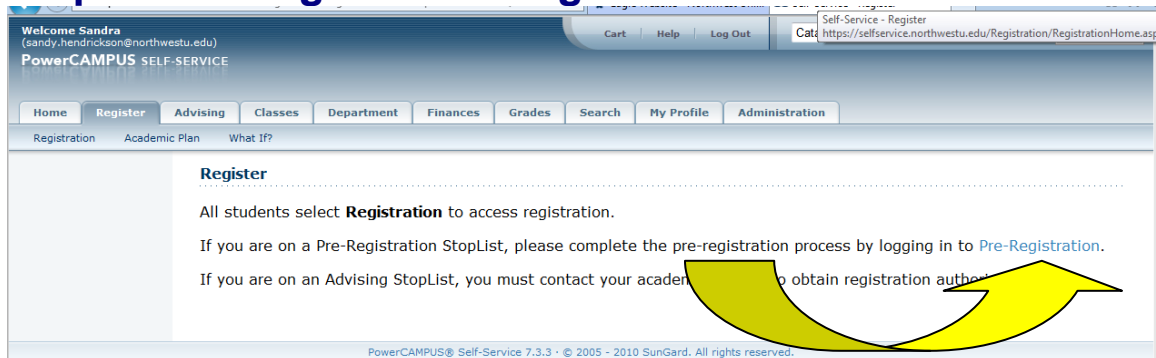 Welcome Sandra
(sandy.hendrickson@northwestu.edu)
PowerCAMPUS SELF-SERVICE
Cart Help Log Out
Self-Service - Register
https://selfservice.northwestu.edu/Registration/RegistrationHome.asp
Home Register Advising Classes Department Finances Grades Search My Profile Administration
Registration Academic Plan What If?
Register
All students select Registration to access registration.
If you are on a Pre-Registration StopList, please complete the pre-registration process by logging in to Pre-Registration.
If you are on an Advising StopList, you must contact your obtain registration
PowerCAMPUS® Self-Service 7.3.3 · © 2005 - 2010 SunGard. All rights reserved.